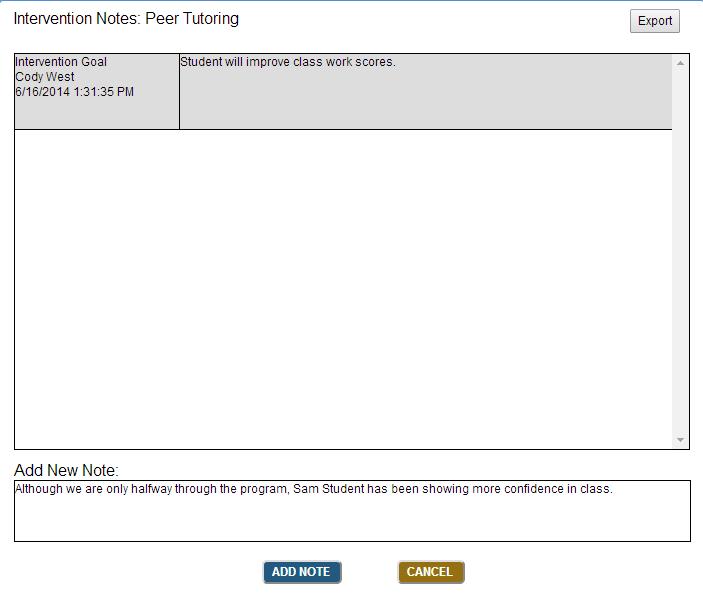 Intervention Notes: Peer Tutoring
Export
Intervention Goal
Cody West
6/16/2014 1:31:35 PM
Student will improve class work scores.
Add New Note:
Although we are only halfway through the program, Sam Student has been showing more confidence in class.
ADD NOTE
CANCEL